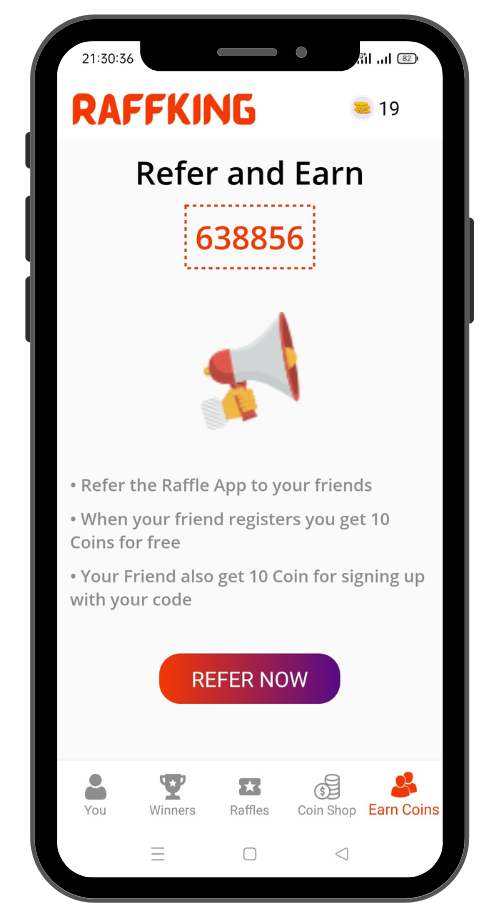 21:30:36
82
RAFFKING
19
Refer and Earn
638856
• Refer the Raffle App to your friends
• When your friend registers you get 10
Coins for free
• Your Friend also get 10 Coin for signing up
with your code
REFER NOW
You
Winners
Raffles
Coin Shop
Earn Coins